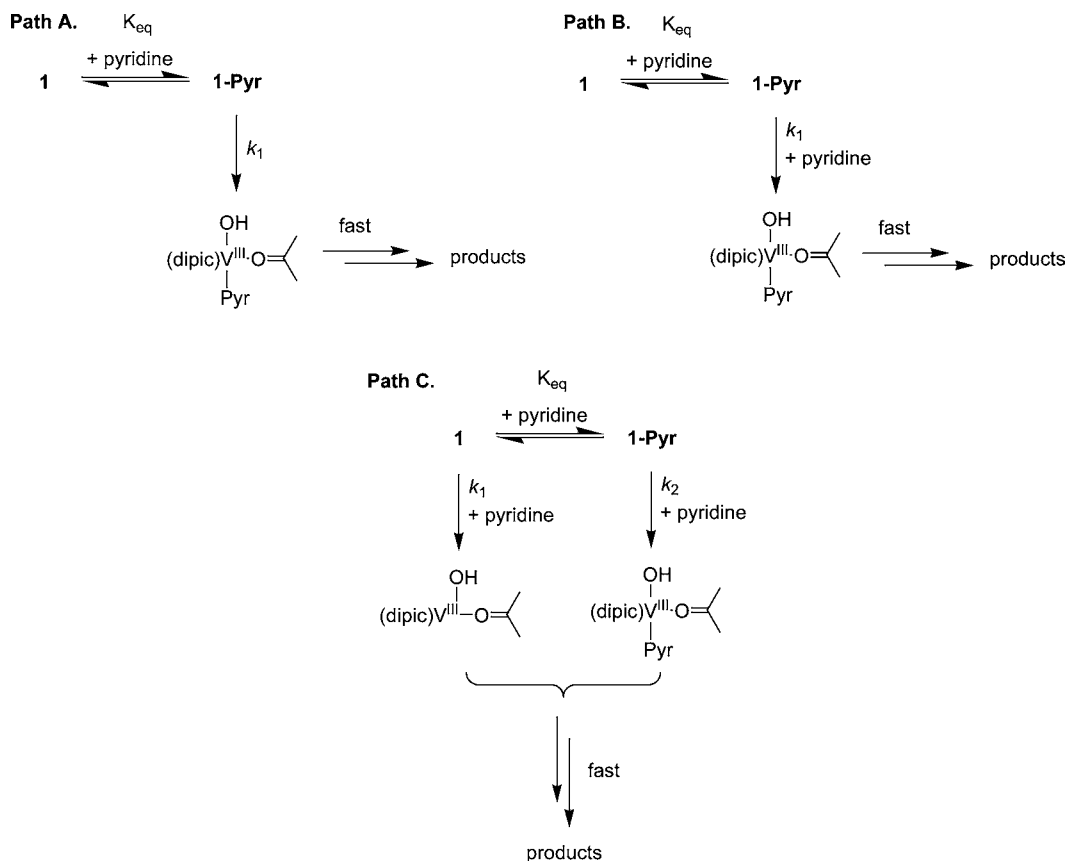 Path A.
K_eq
+ pyridine
1
1-Pyr
k_1
OH
(dipic)V^III O
Pyr
fast
products
Path B.
K_eq
+ pyridine
1
1-Pyr
k_1
+ pyridine
OH
(dipic)V^III O
Pyr
fast
products
Path C.
K_eq
+ pyridine
1
1-Pyr
k_1
+ pyridine
k_2
+ pyridine
OH
(dipic)V^III O
OH
(dipic)V^III O
Pyr
fast
products